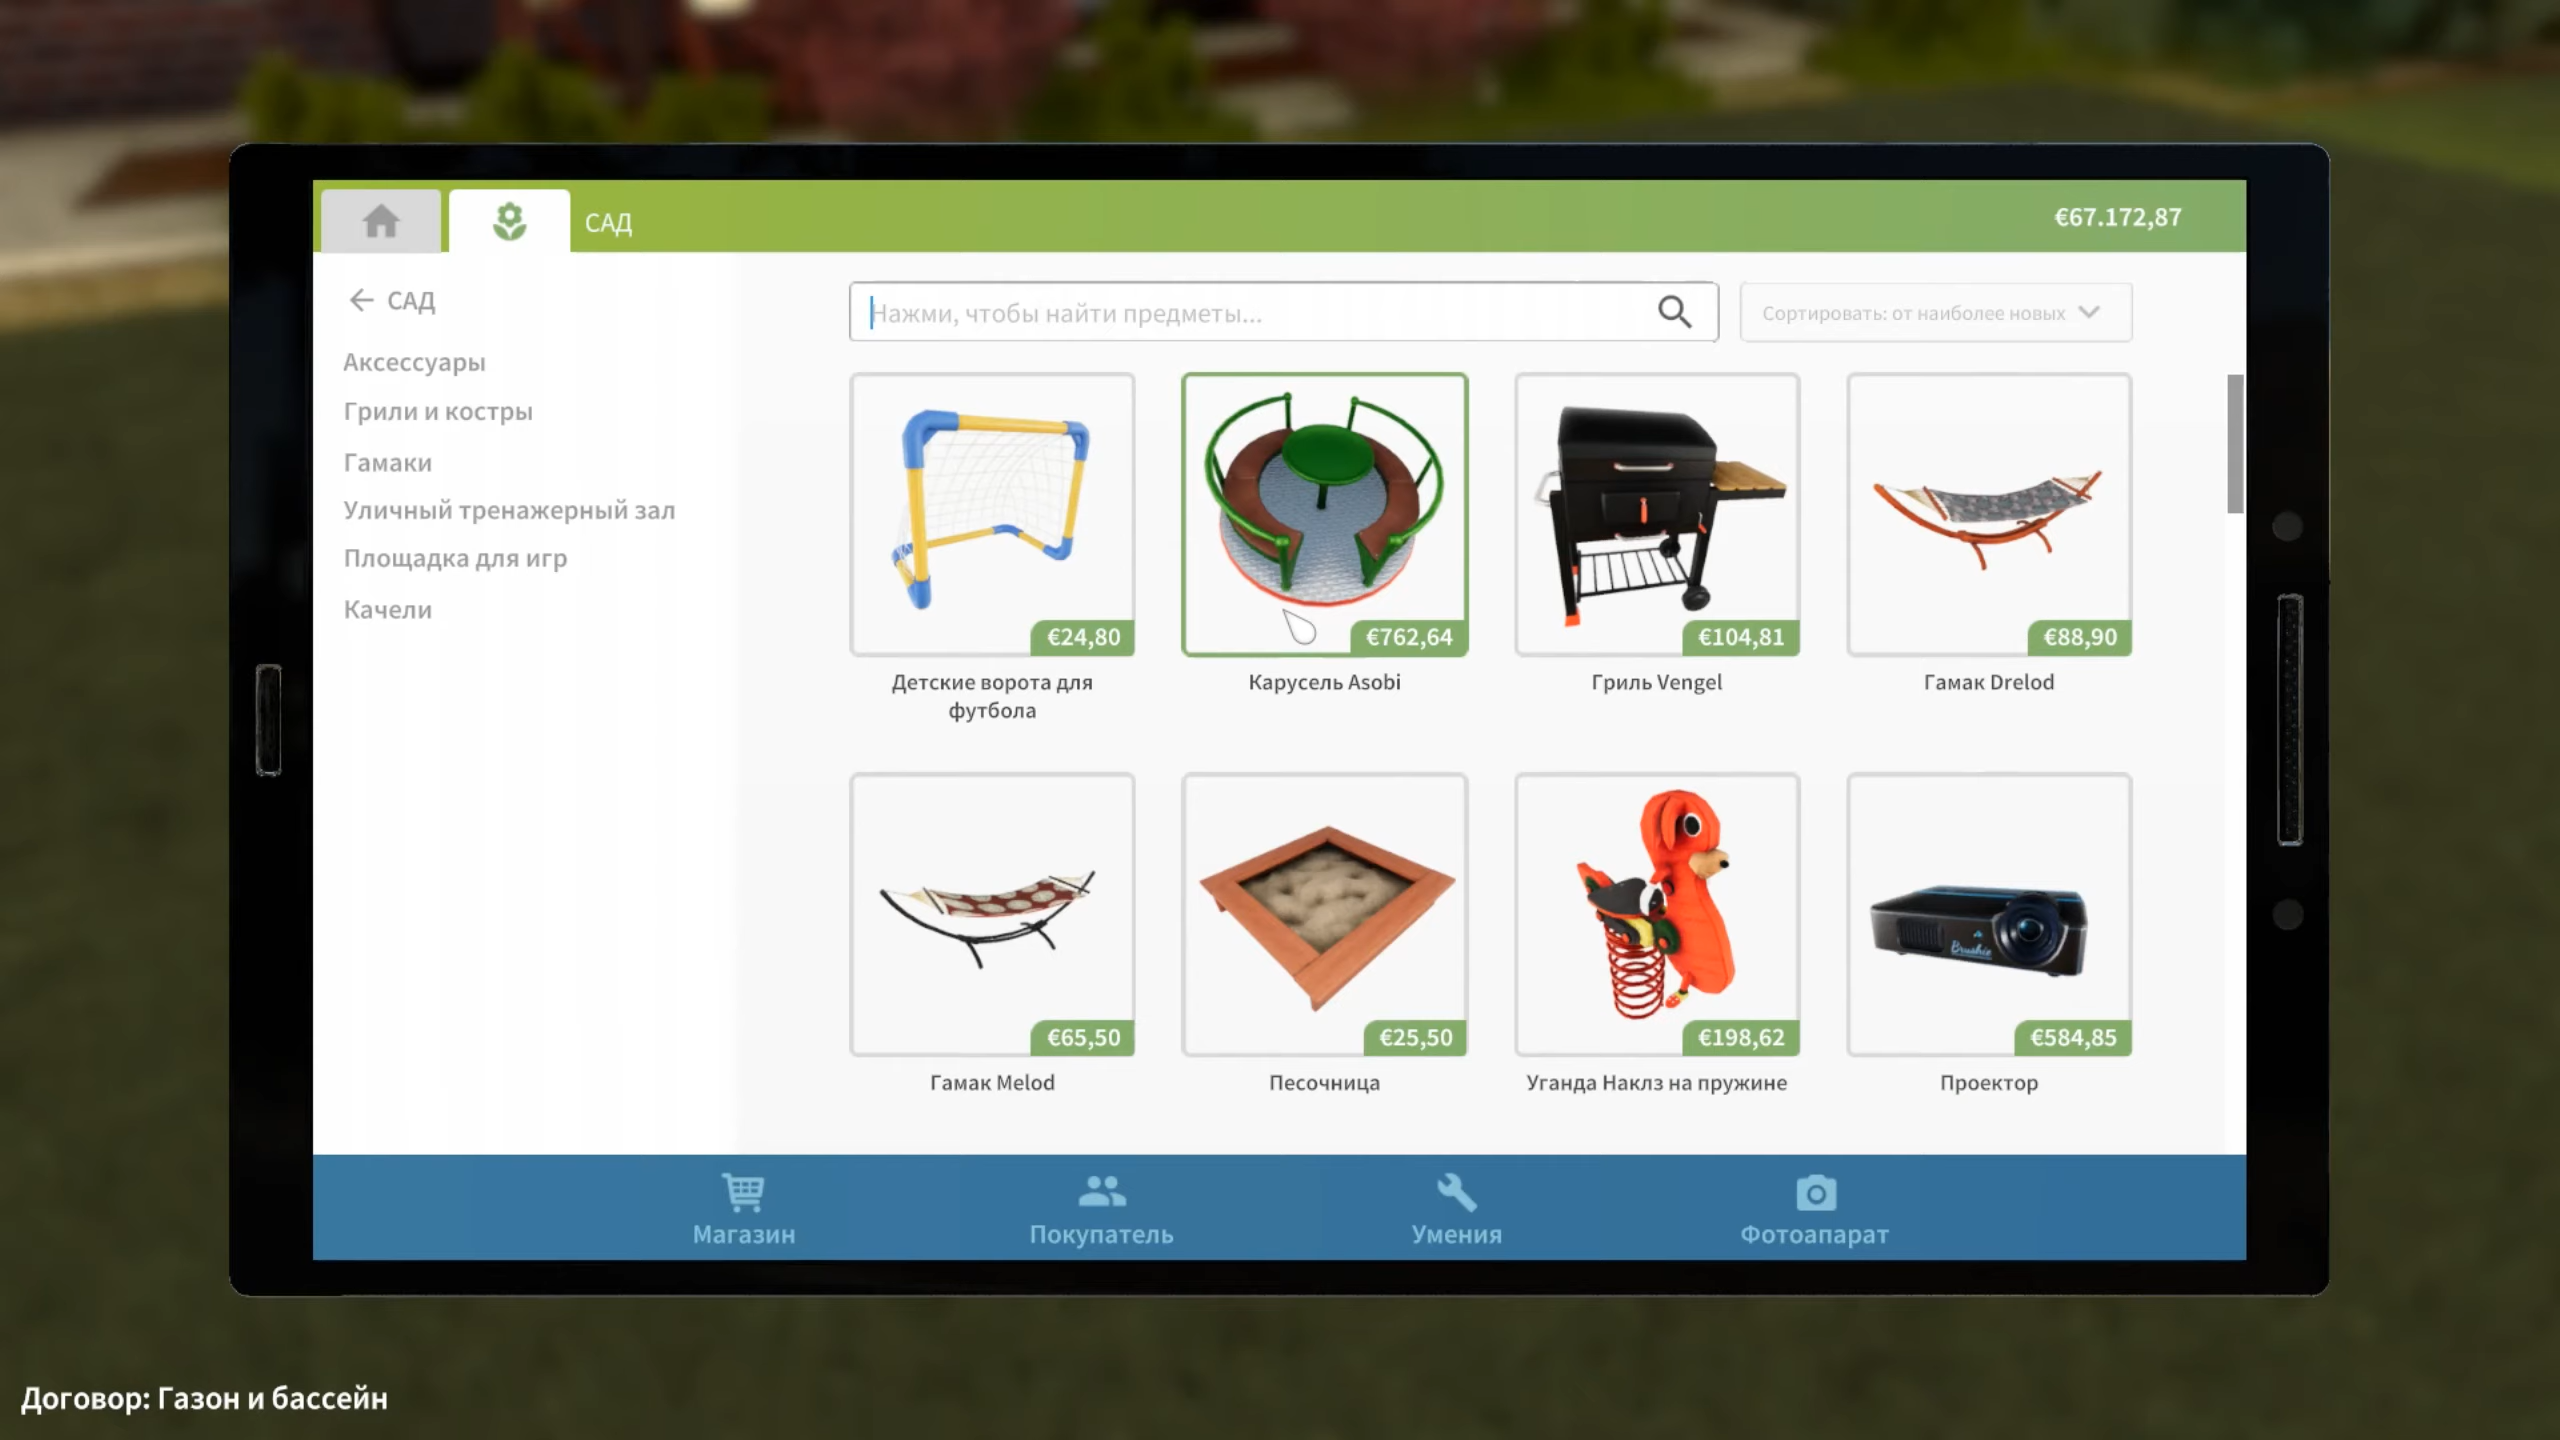 САД
€67.172,87
САД
Аксессуары
Грили и костры
Гамаки
Уличный тренажерный зал
Площадка для игр
Качели
Нажми, чтобы найти предметы...
Сортировать: от наиболее новых
€24,80
€762,64
€104,81
€88,90
Детские ворота для
футбола
Карусель Asobi
Гриль Vengel
Гамак Drelod
Brushie
€65,50
€25,50
€198,62
€584,85
Гамак Melod
Песочница
Уганда Наклз на пружине
Проектор
Магазин
Покупатель
Умения
Фотоапарат
Договор: Газон и бассейн